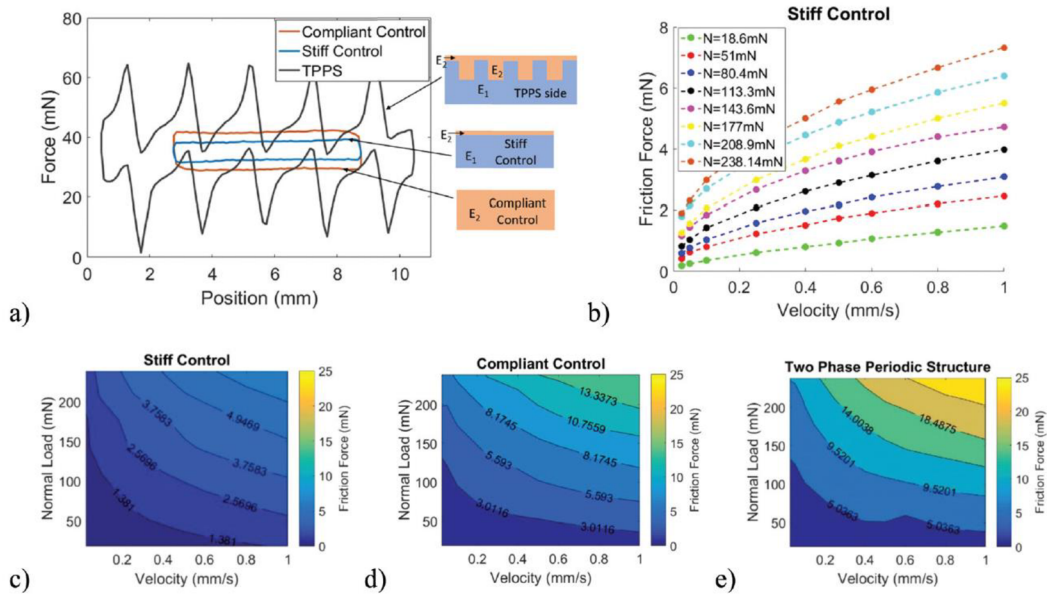 Force (mN)
80
60
40
20
0
0
2
4
6
8
10
Position (mm)
Compliant Control
Stiff Control
TPPS
E2
E2
E1
TPPS side
E2
E1
Stiff
Control
E2
Compliant
Control
a)
Stiff Control
Friction Force (mN)
8
6
4
2
0
N=18.6mN
N=51mN
N=80.4mN
N=113.3mN
N=143.6mN
N=177mN
N=208.9mN
N=238.14mN
0
0.2
0.4
0.6
0.8
1
Velocity (mm/s)
b)
Stiff Control
Normal Load (mN)
200
150
100
50
3.7583
4.9469
2.5696
3.7583
1.381
2.5696
1.381
0.2
0.4
0.6
0.8
1
Velocity (mm/s)
25
20
15
10
5
0
Friction Force (mN)
c)
Compliant Control
Normal Load (mN)
200
150
100
50
13.3373
8.1745
10.7559
5.593
8.1745
5.593
3.0116
3.0116
0.2
0.4
0.6
0.8
1
Velocity (mm/s)
25
20
15
10
5
0
Friction Force (mN)
d)
Two Phase Periodic Structure
Normal Load (mN)
200
150
100
50
14.0038
18.4875
9.5201
9.5201
5.0363
5.0363
0.2
0.4
0.6
0.8
1
Velocity (mm/s)
25
20
15
10
5
0
Friction Force (mN)
e)